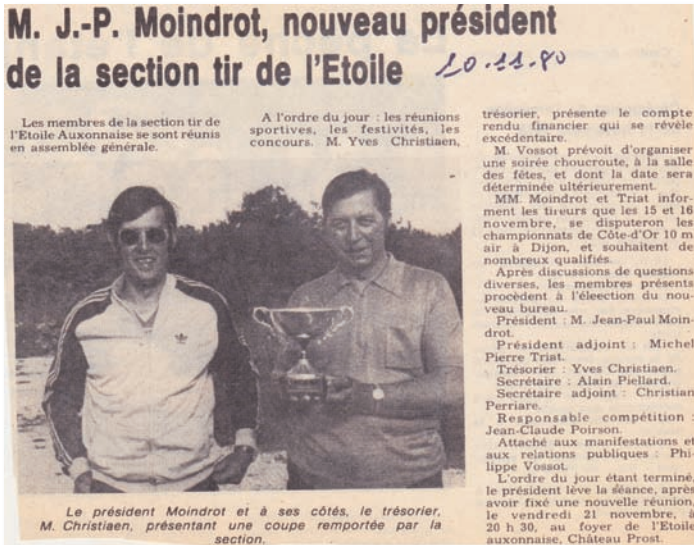 M. J.-P. Moindrot, nouveau président
de la section tir de l'Etoile
10.11.80
Les membres de la section tir de
l'Etoile Auxonnaise se sont réunis
en assemblée générale.
A l'ordre du jour : les réunions
sportives, les festivités, les
concours. M. Yves Christiaen,
trésorier, présente le compte
rendu financier qui se révèle
excédentaire.
M. Vossot prévoit d'organiser
une soirée choucroute, à la salle
des fêtes, et dont la date sera
déterminée ultérieurement.
MM. Moindrot et Triat infor-
ment les tireurs que les 15 et 16
novembre, se disputeron les
championnats de Côte-d'Or 10 m
air à Dijon, et souhaitent de
nombreux qualifiés.
Après discussions de questions
diverses, les membres présents
procèdent à l'éleection du nou-
veau bureau.
Président : M. Jean-Paul Moin-
drot.
Président adjoint : Michel
Pierre Triat.
Trésorier : Yves Christiaen.
Secrétaire : Alain Piellard.
Secrétaire adjoint : Christian
Perriare.
Responsable compétition :
Jean-Claude Poirson.
Attaché aux manifestations et
aux relations publiques : Phi-
lippe Vossot.
L'ordre du jour étant terminé,
le président lève la séance, après
avoir fixé une nouvelle réunion,
le vendredi 21 novembre, à
20 h 30, au foyer de l'Etoile
auxonnaise, Château Prost.
Le président Moindrot et à ses côtés, le trésorier,
M. Christiaen, présentant une coupe remportée par la
section.